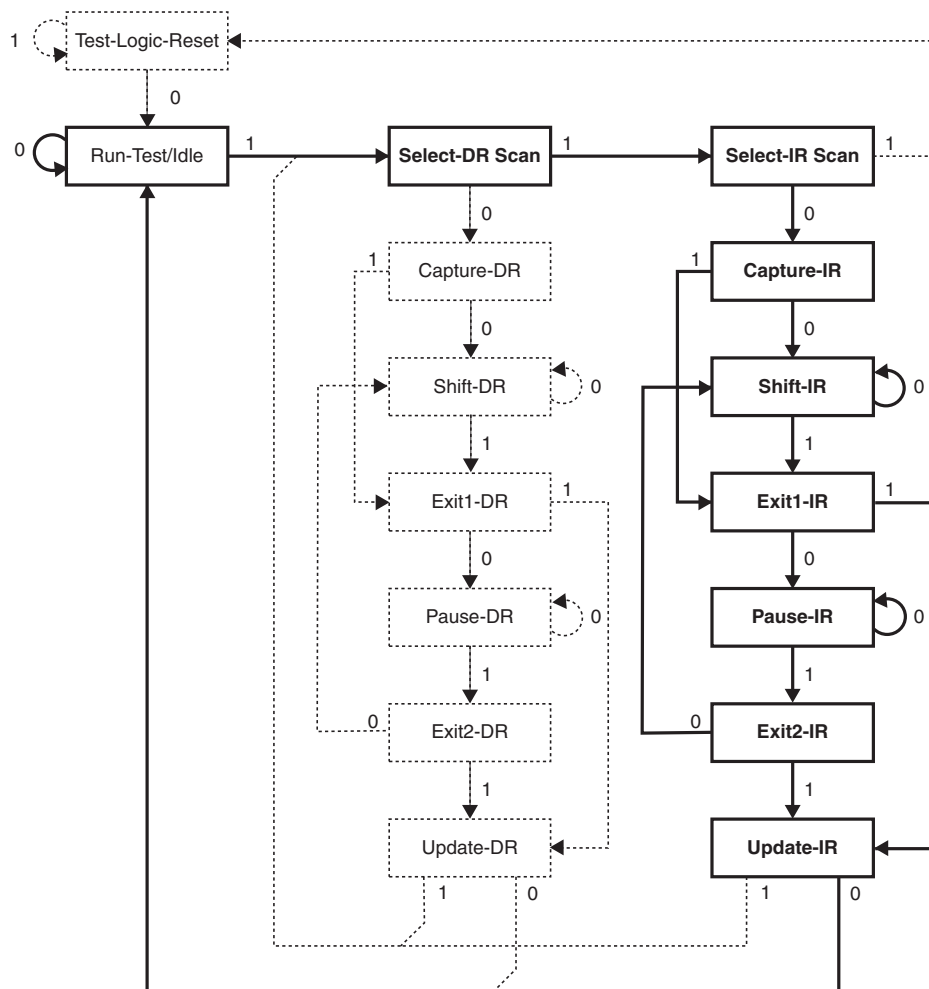 1 Test-Logic-Reset
0
0 Run-Test/Idle 1 Select-DR Scan 1 Select-IR Scan 1
0 0
1 Capture-DR 1 Capture-IR
0 0
Shift-DR 0 Shift-IR 0
1 1
Exit1-DR 1 Exit1-IR 1
0 0
Pause-DR 0 Pause-IR 0
1 1
0 Exit2-DR 0 Exit2-IR
1 1
Update-DR Update-IR
1 0 1 0